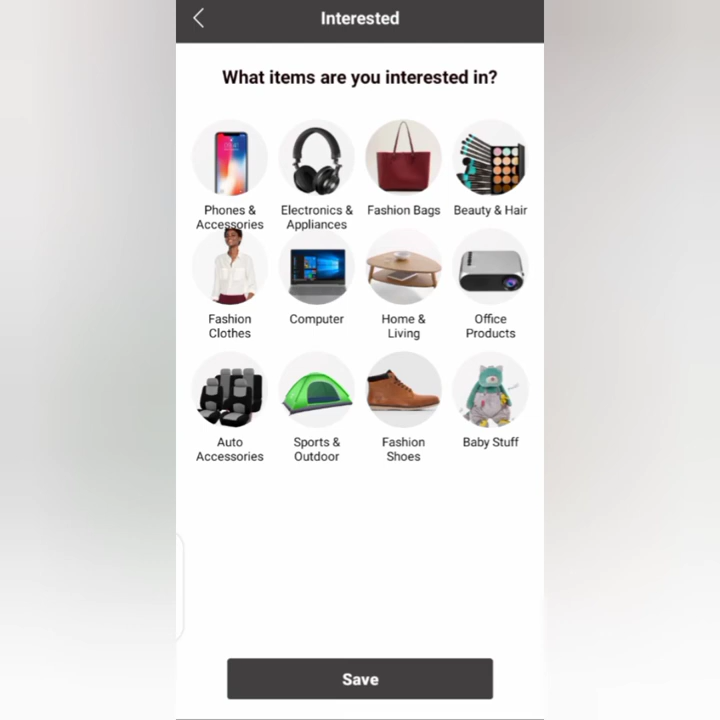 Interested
What items are you interested in?
Phones &
Accessories
Electronics &
Appliances
Fashion Bags
Beauty & Hair
Fashion
Clothes
Computer
Home &
Living
Office
Products
Auto
Accessories
Sports &
Outdoor
Fashion
Shoes
Baby Stuff
Save